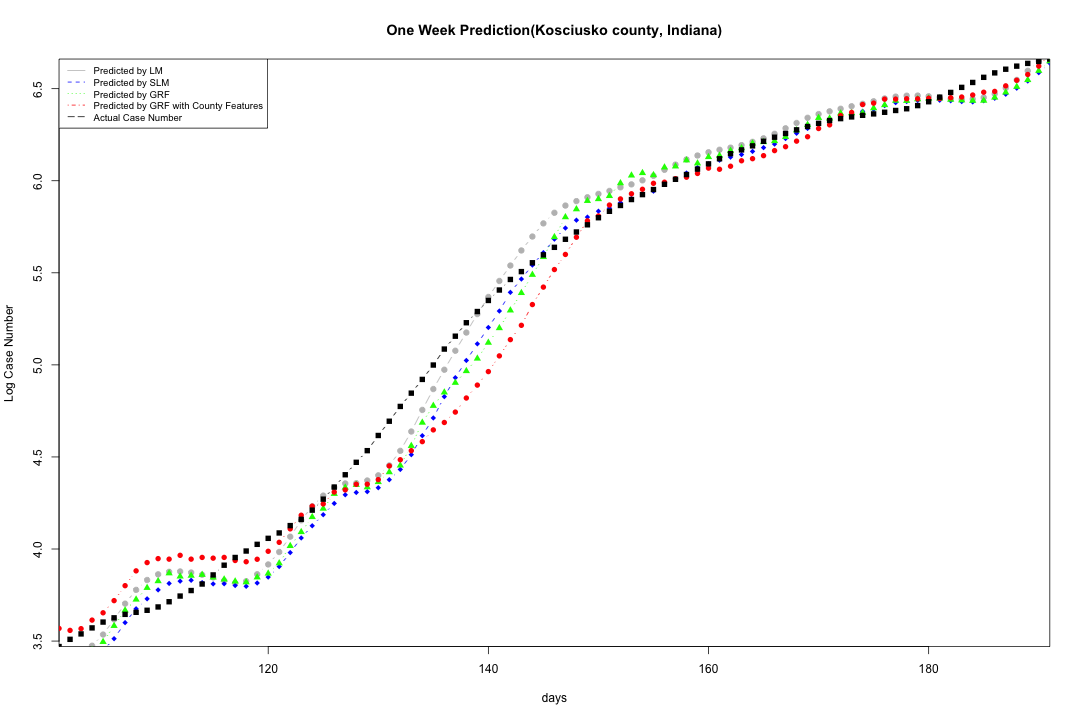 One Week Prediction(Kosciusko county, Indiana)
Predicted by LM
Predicted by SLM
Predicted by GRF
Predicted by GRF with County Features
Actual Case Number
Log Case Number
6.5
6.0
5.5
5.0
4.5
4.0
3.5
120 140 160 180
days